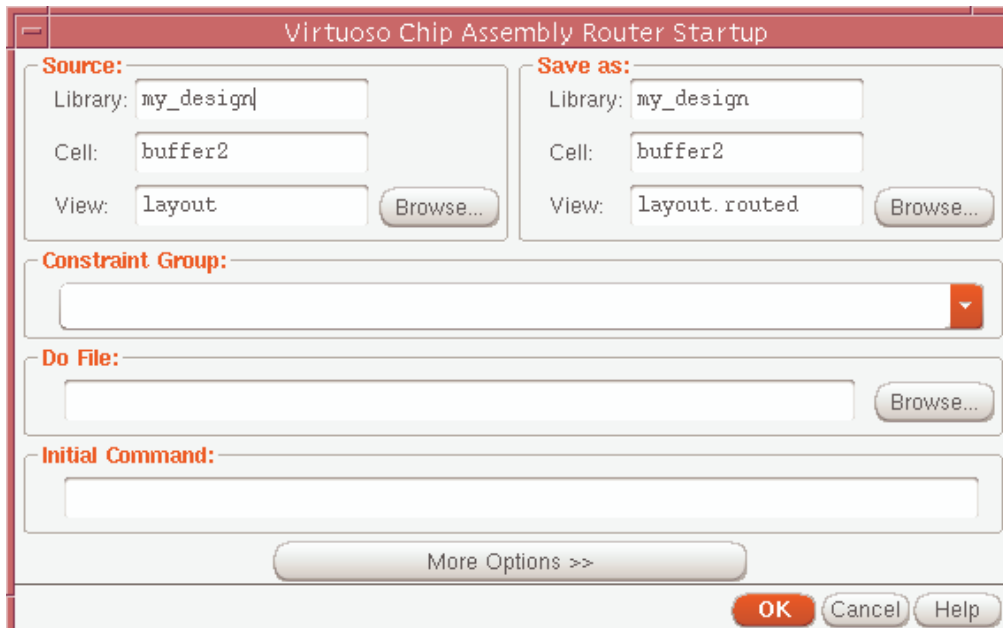 Virtuoso Chip Assembly Router Startup
Source:
Library: my_design
Cell: buffer2
View: layout Browse...
Save as:
Library: my_design
Cell: buffer2
View: layout.routed Browse...
Constraint Group:
Do File:
Browse...
Initial Command:
More Options >>
OK Cancel Help